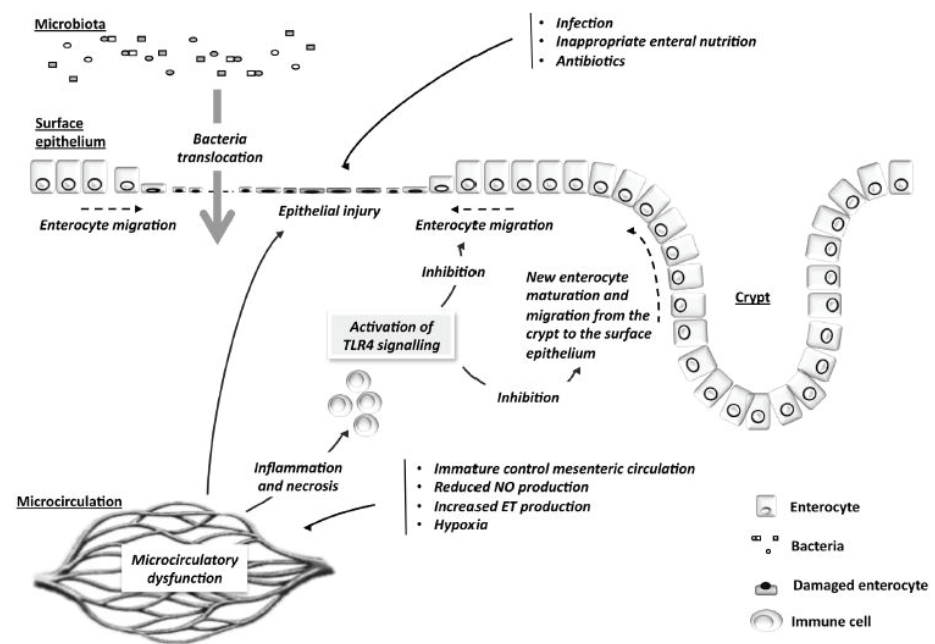 Microbiota
• Infection
• Inappropriate enteral nutrition
• Antibiotics
Surface
epithelium
Bacteria
translocation
Epithelial injury
Enterocyte migration
Enterocyte migration
Inhibition
New enterocyte
maturation and
migration from the
crypt to the surface
epithelium
Crypt
Activation of
TLR4 signalling
Inhibition
Inflammation
and necrosis
• Immature control mesenteric circulation
• Reduced NO production
• Increased ET production
• Hypoxia
Microcirculation
Microcirculatory
dysfunction
Enterocyte
Bacteria
Damaged enterocyte
Immune cell